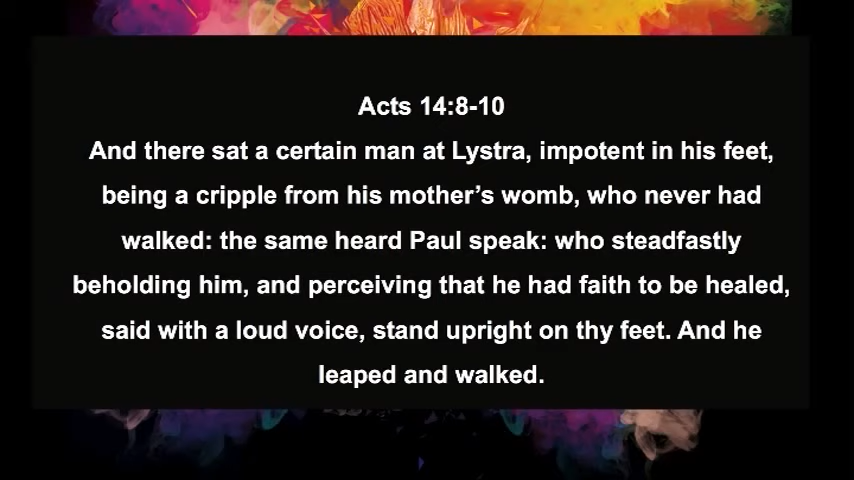 Acts 14:8-10
And there sat a certain man at Lystra, impotent in his feet,
being a cripple from his mother’s womb, who never had
walked: the same heard Paul speak: who steadfastly
beholding him, and perceiving that he had faith to be healed,
said with a loud voice, stand upright on thy feet. And he
leaped and walked.